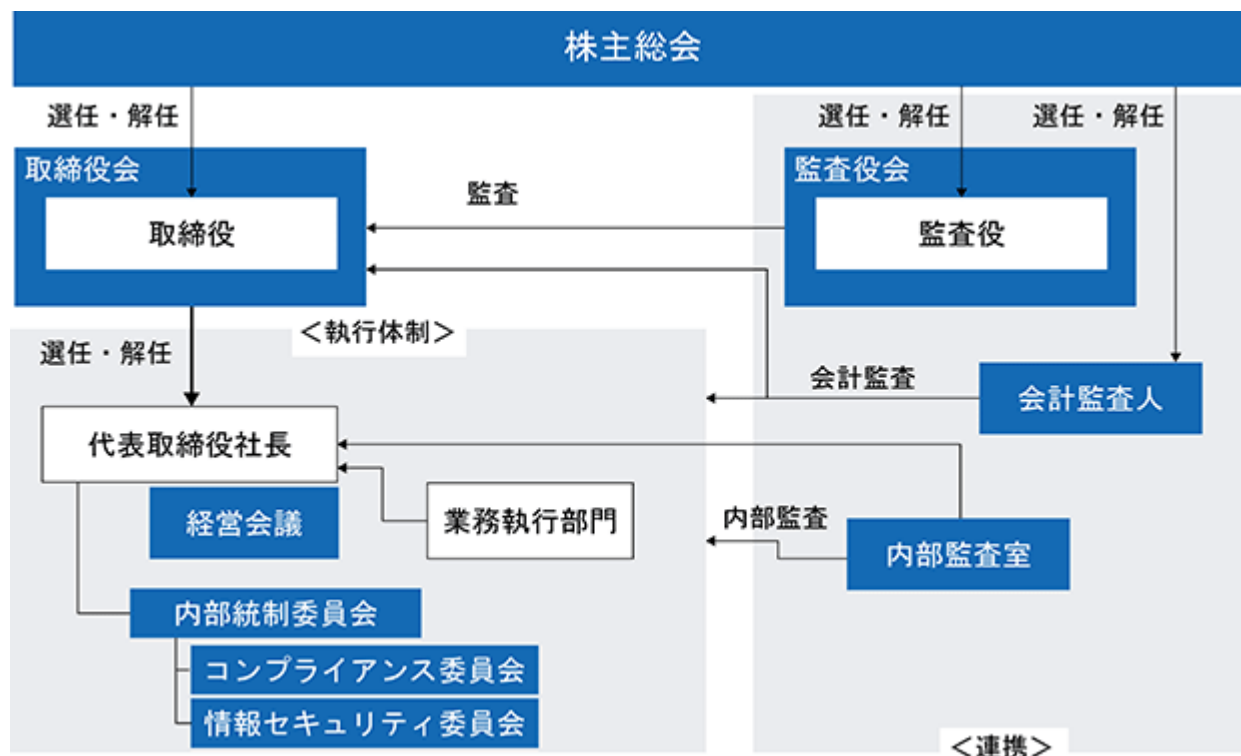 株主総会
選任・解任
選任・解任
選任・解任
取締役会
取締役
監査
監査役会
監査役
＜執行体制＞
選任・解任
会計監査
会計監査人
代表取締役社長
経営会議
業務執行部門
内部監査
内部監査室
内部統制委員会
コンプライアンス委員会
情報セキュリティ委員会
＜連携＞